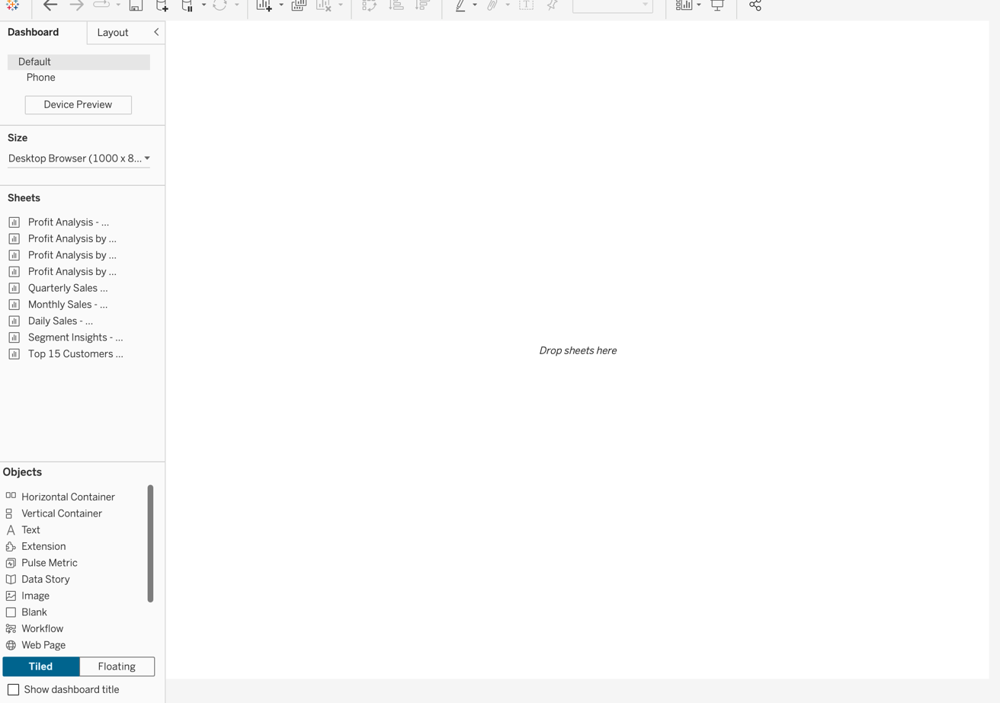 Dashboard
Layout
Default
Phone
Device Preview
Size
Desktop Browser (1000 x 8...
Sheets
Profit Analysis - ...
Profit Analysis by ...
Profit Analysis by ...
Profit Analysis by ...
Quarterly Sales ...
Monthly Sales - ...
Daily Sales - ...
Segment Insights - ...
Top 15 Customers ...
Drop sheets here
Objects
Horizontal Container
Vertical Container
Text
Extension
Pulse Metric
Data Story
Image
Blank
Workflow
Web Page
Tiled
Floating
Show dashboard title